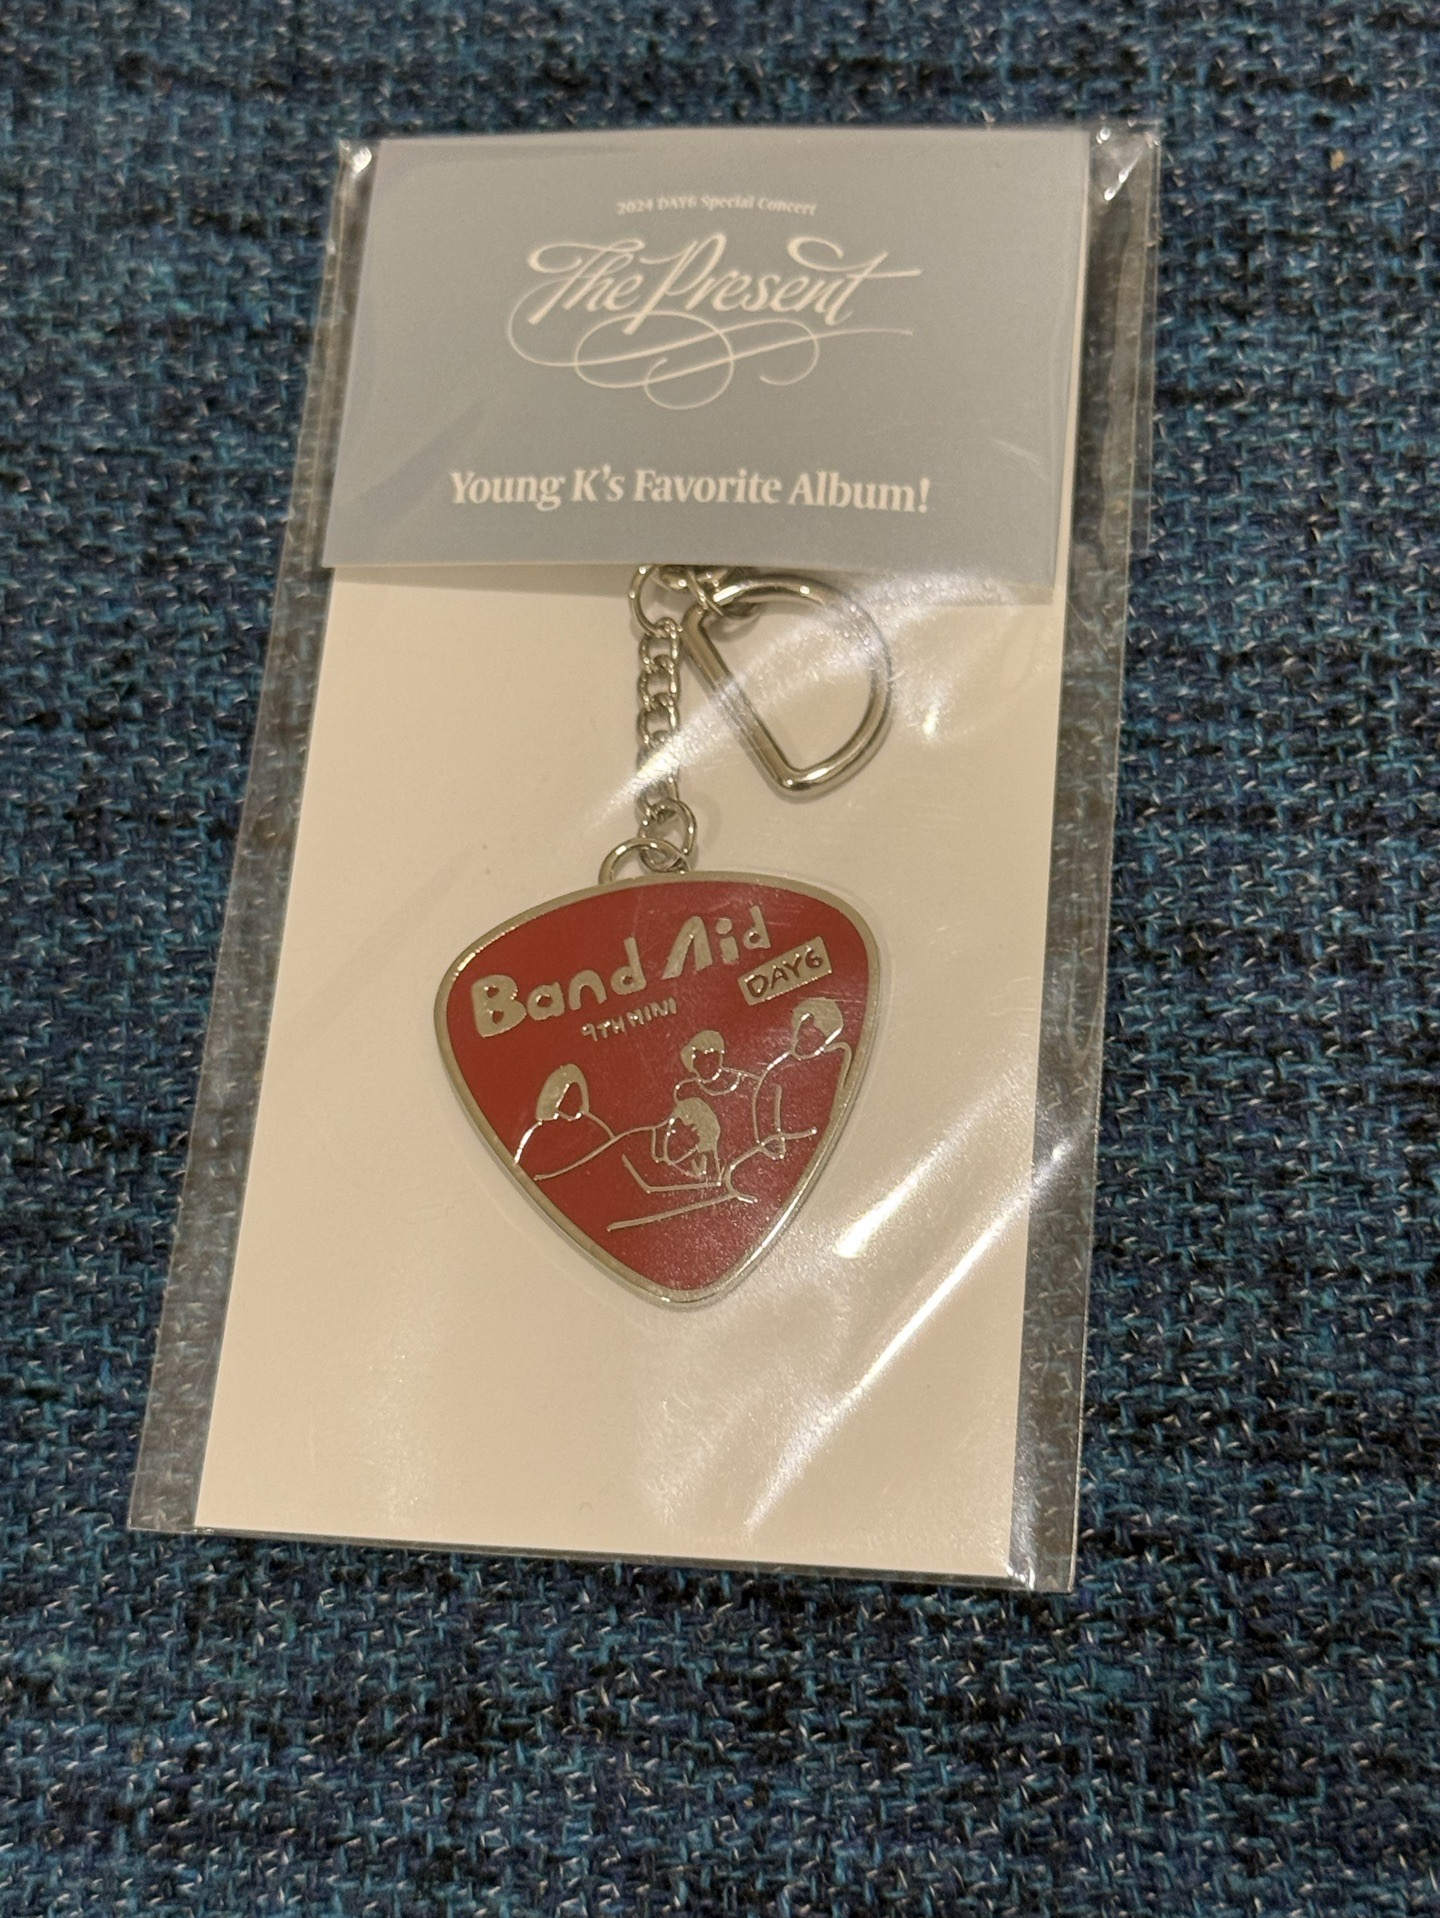 2024 DAY6 Special Concert
The Present
Young K's Favorite Album!
Band Aid
DAY6
9TH MINI